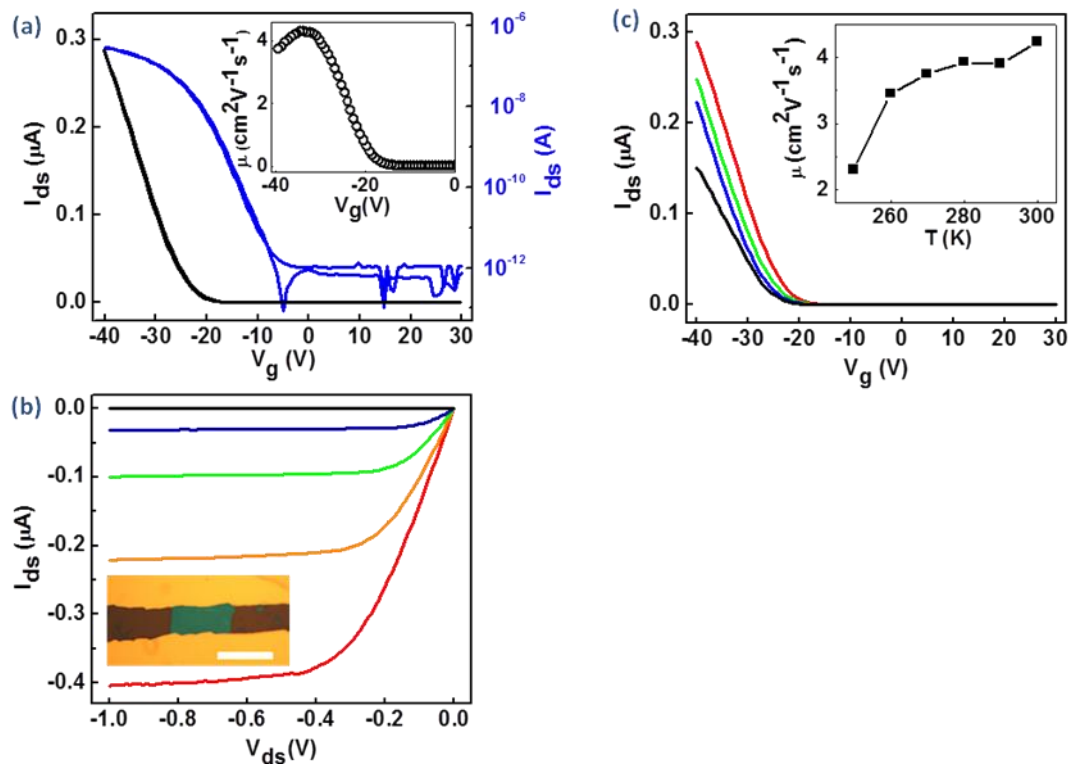 (a)
0.3
0.2
0.1
0.0
I_ds (μA)
-40 -30 -20 -10 0 10 20 30
V_g (V)
10^-6
10^-8
10^-10
10^-12
I_ds (A)
4
2
0
μ (cm^2V^-1s^-1)
-40 -20 0
V_g(V)
(c)
0.3
0.2
0.1
0.0
I_ds (μA)
-40 -30 -20 -10 0 10 20 30
V_g (V)
4
3
2
μ (cm^2V^-1s^-1)
260 280 300
T (K)
(b)
0.0
-0.1
-0.2
-0.3
-0.4
I_ds (μA)
-1.0 -0.8 -0.6 -0.4 -0.2 0.0
V_ds(V)